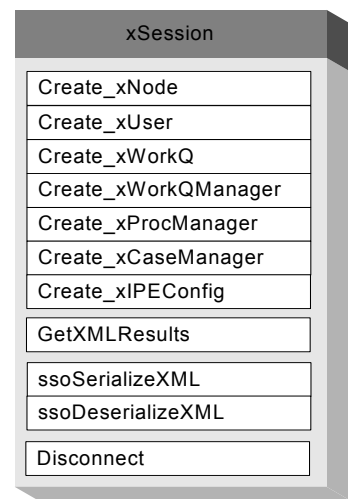 xSession
Create_xNode
Create_xUser
Create_xWorkQ
Create_xWorkQManager
Create_xProcManager
Create_xCaseManager
Create_xIPEConfig
GetXMLResults
ssoSerializeXML
ssoDeserializeXML
Disconnect